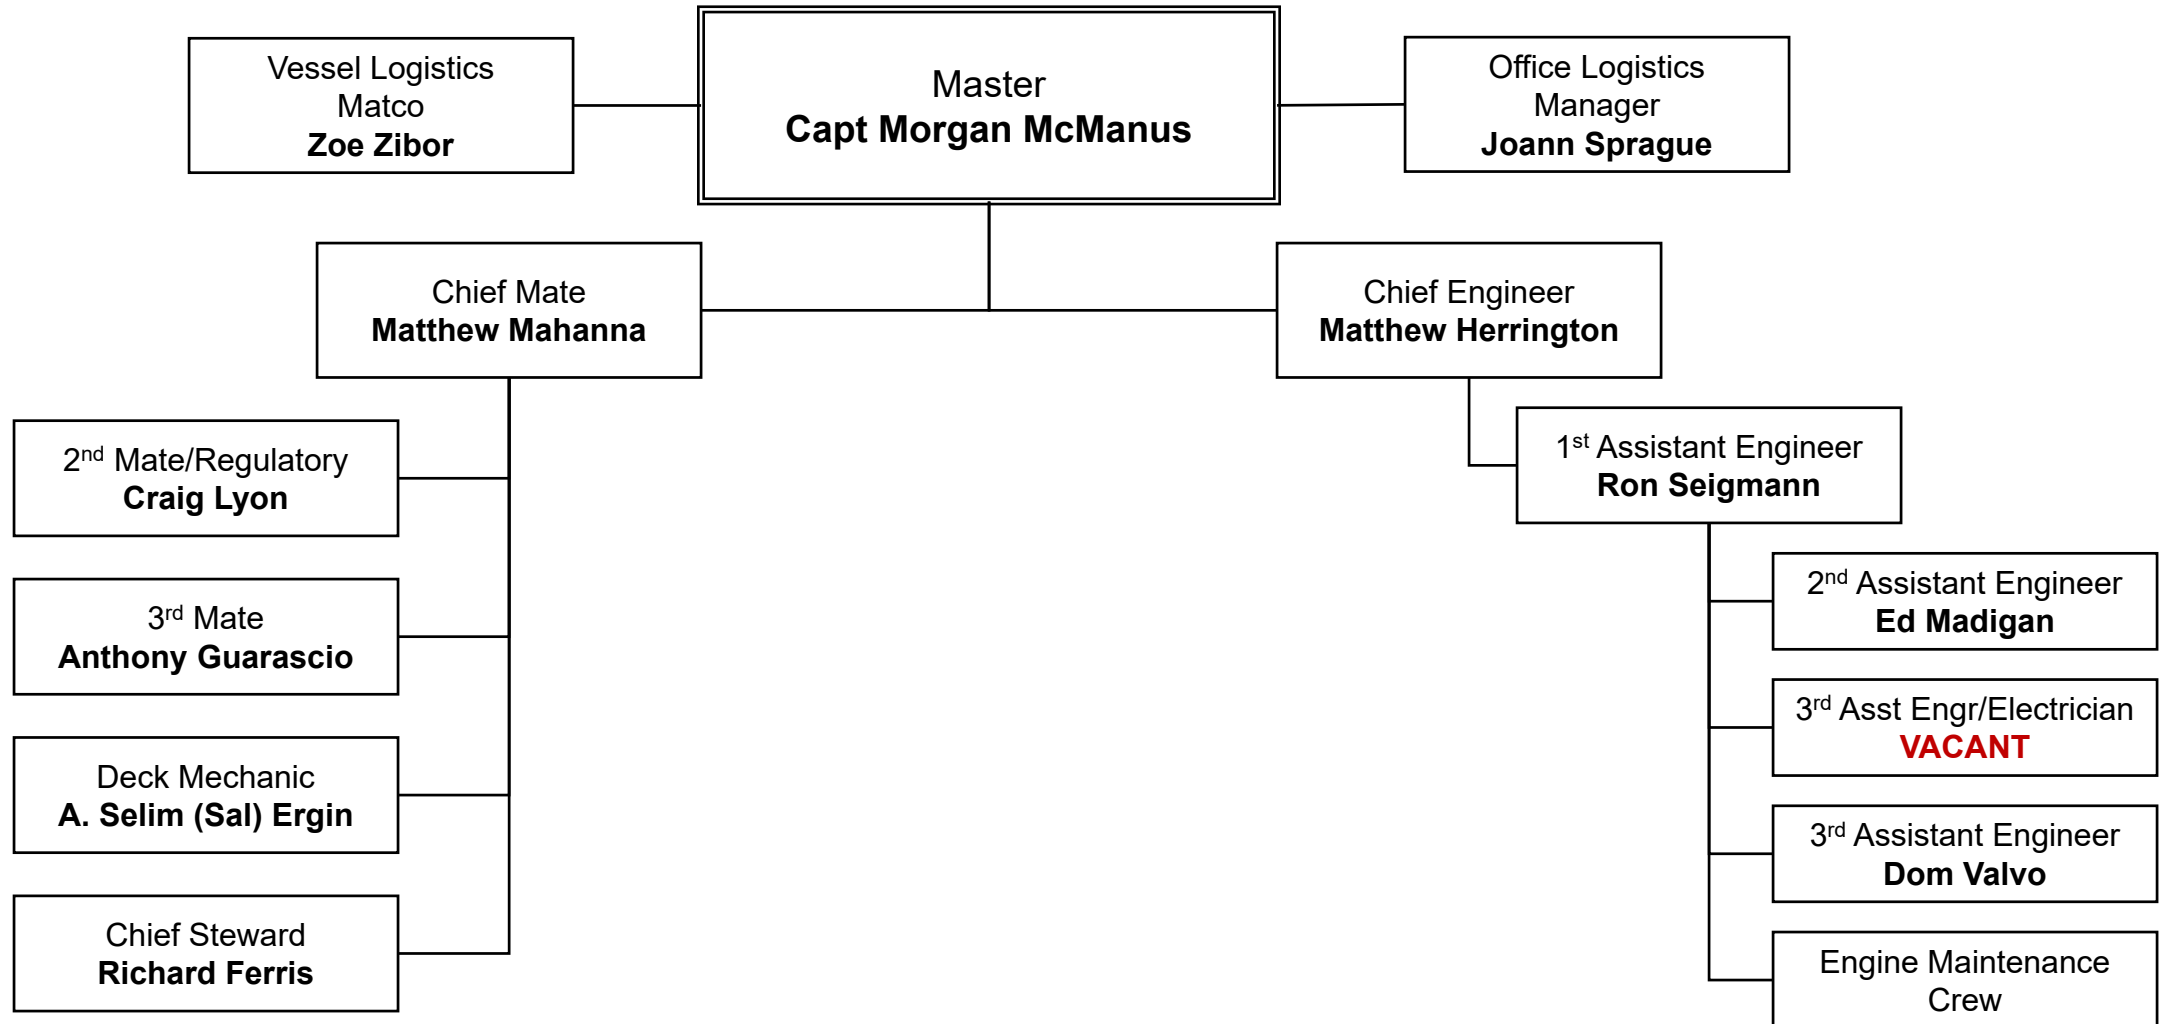 Vessel Logistics
Matco
Zoe Zibor
Master
Capt Morgan McManus
Office Logistics
Manager
Joann Sprague
Chief Mate
Matthew Mahanna
Chief Engineer
Matthew Herrington
2nd Mate/Regulatory
Craig Lyon
3rd Mate
Anthony Guarascio
Deck Mechanic
A. Selim (Sal) Ergin
Chief Steward
Richard Ferris
1st Assistant Engineer
Ron Seigmann
2nd Assistant Engineer
Ed Madigan
3rd Asst Engr/Electrician
VACANT
3rd Assistant Engineer
Dom Valvo
Engine Maintenance
Crew